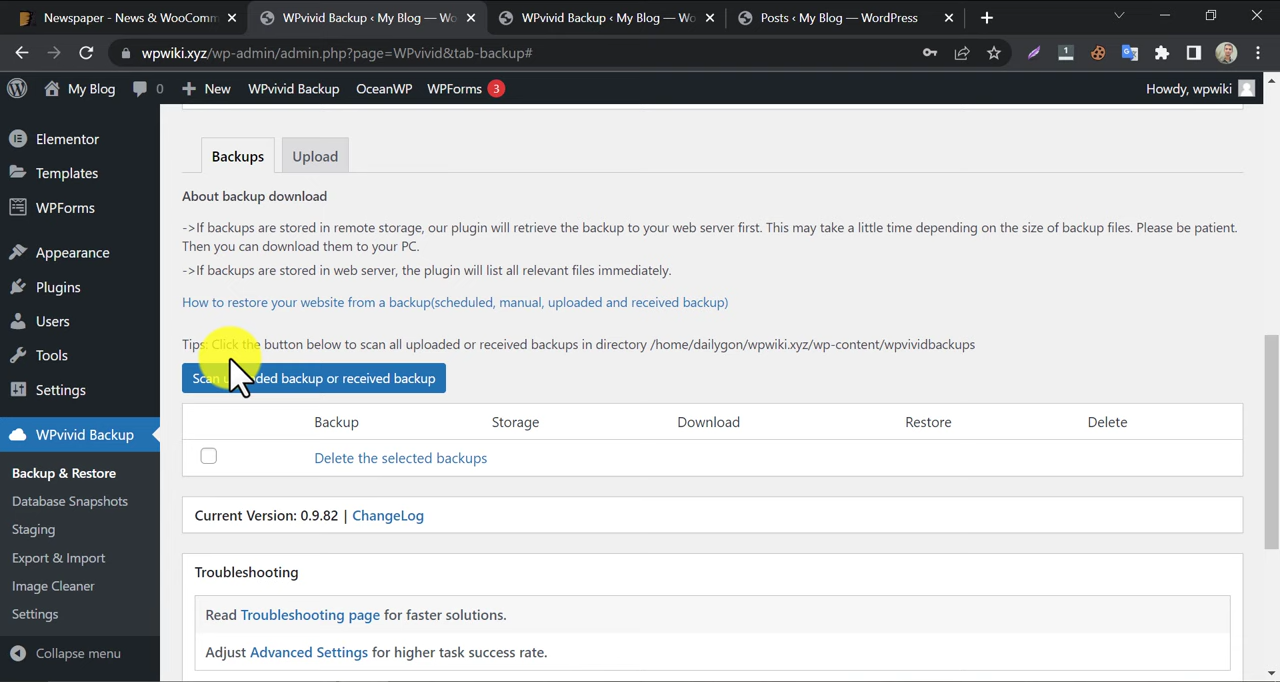 Newspaper - News & WooComm
WPvivid Backup ‹ My Blog — Wo
WPvivid Backup ‹ My Blog — Wo
Posts ‹ My Blog — WordPress
wpwiki.xyz/wp-admin/admin.php?page=WPvivid&tab-backup#
1
My Blog
0
New
WPvivid Backup
OceanWP
WPForms 3
Howdy, wpwiki
Elementor
Templates
WPForms
Appearance
Plugins
Users
Tools
Settings
WPvivid Backup
Backup & Restore
Database Snapshots
Staging
Export & Import
Image Cleaner
Settings
Collapse menu
Backups
Upload
About backup download
->If backups are stored in remote storage, our plugin will retrieve the backup to your web server first. This may take a little time depending on the size of backup files. Please be patient.
Then you can download them to your PC.
->If backups are stored in web server, the plugin will list all relevant files immediately.
How to restore your website from a backup(scheduled, manual, uploaded and received backup)
Tips: Click the button below to scan all uploaded or received backups in directory /home/dailygon/wpwiki.xyz/wp-content/wpvividbackups
Scan uploaded backup or received backup
Backup Storage Download Restore Delete
Delete the selected backups
Current Version: 0.9.82 | ChangeLog
Troubleshooting
Read Troubleshooting page for faster solutions.
Adjust Advanced Settings for higher task success rate.